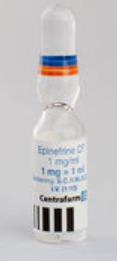 Epinefrine CF
1 mg/ml
1 mg = 1 ml
Centrafarm